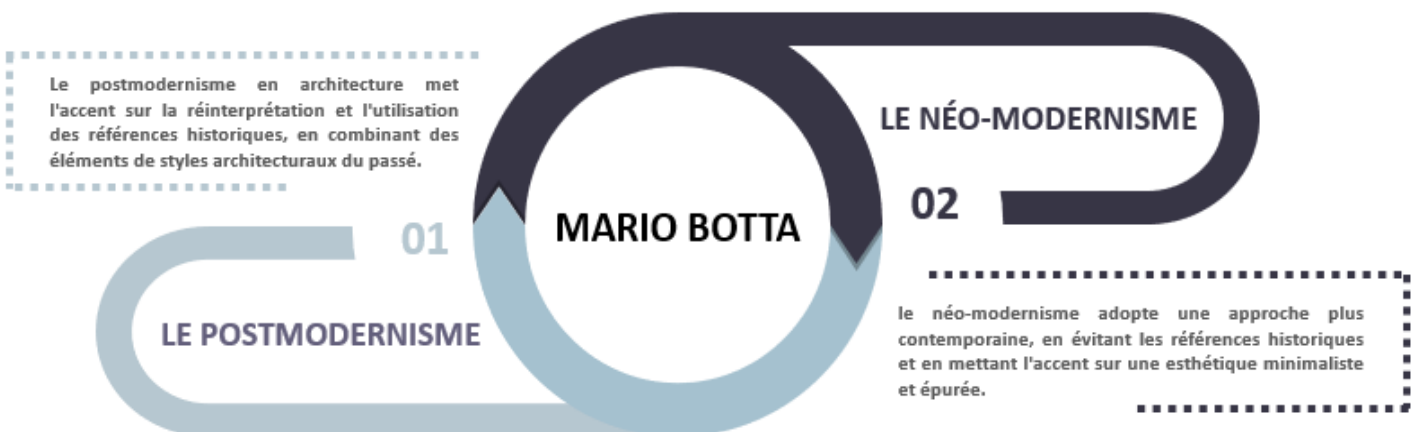 Le postmodernisme en architecture met
l'accent sur la réinterprétation et l'utilisation
des références historiques, en combinant des
éléments de styles architecturaux du passé.
01
LE POSTMODERNISME
MARIO BOTTA
LE NÉO-MODERNISME
02
le néo-modernisme adopte une approche plus
contemporaine, en évitant les références historiques
et en mettant l'accent sur une esthétique minimaliste
et épurée.